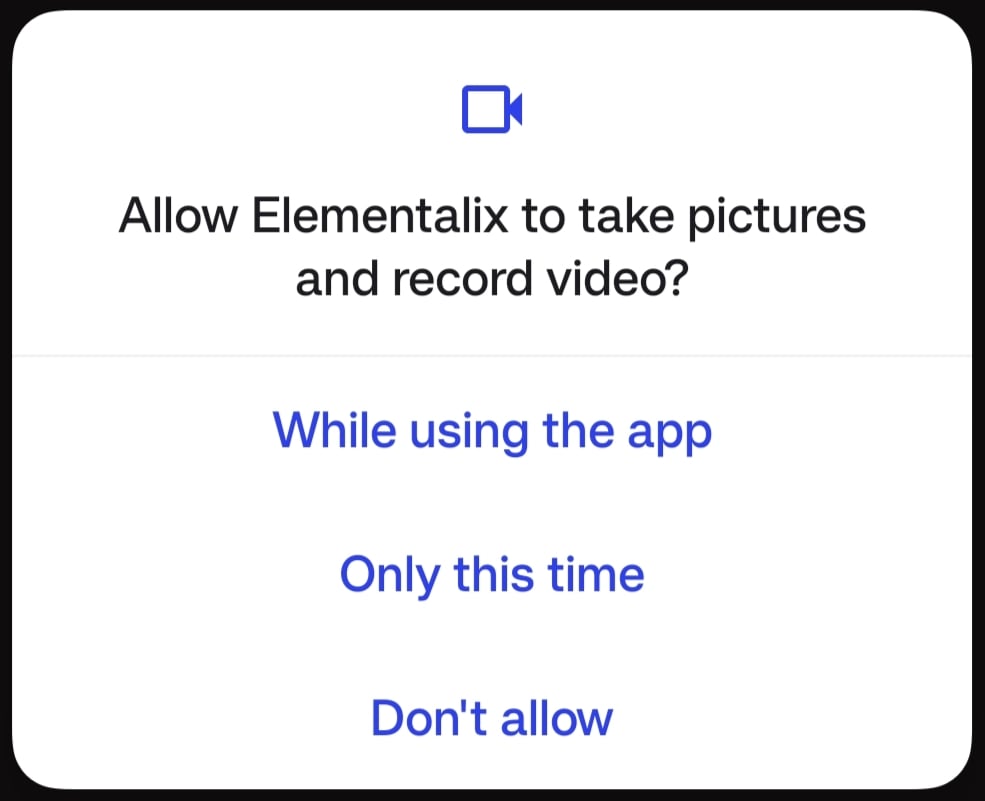 Allow Elementalix to take pictures
and record video?
While using the app
Only this time
Don't allow